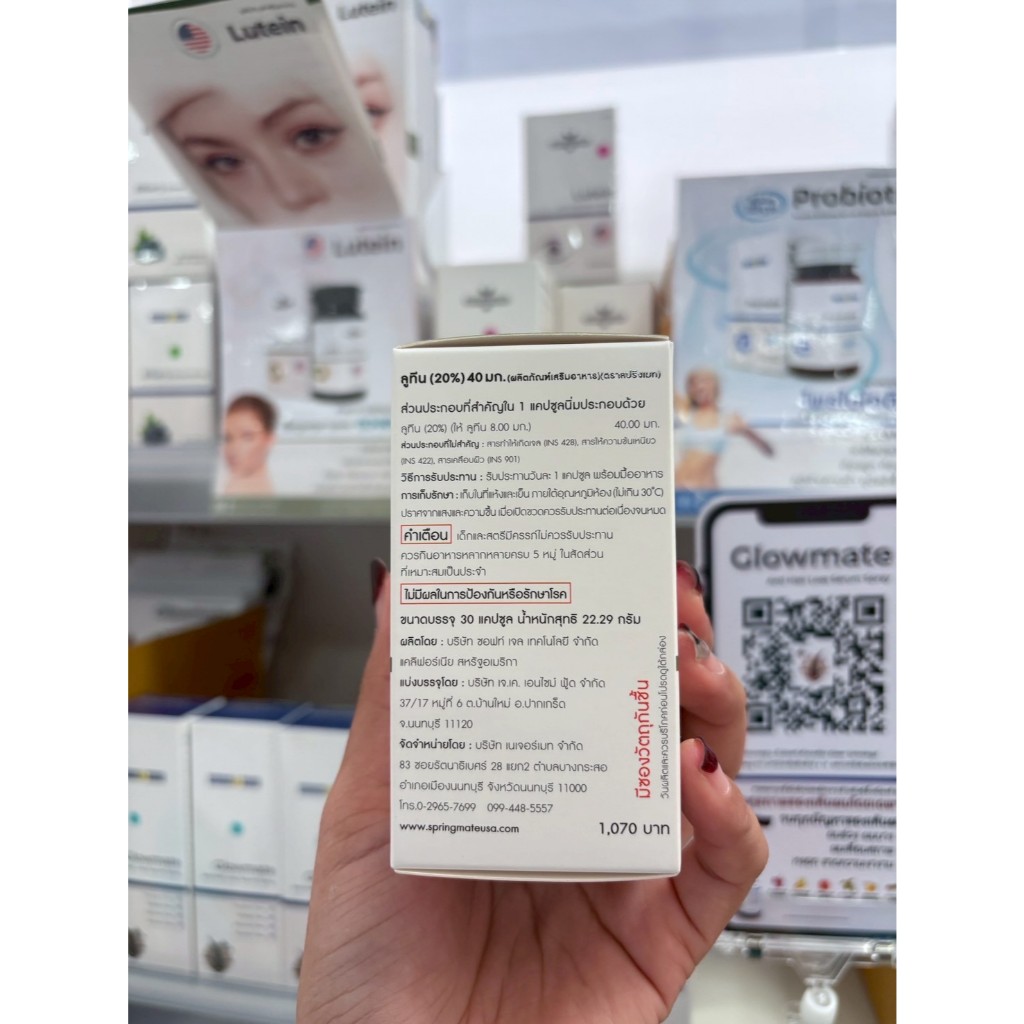 Lutein
Lutein
Probiot
ลูทีน (20%) 40 มก. (ผลิตภัณฑ์เสริมอาหาร)(ตราสปริงเมท)
ส่วนประกอบที่สำคัญใน 1 แคปซูลนิ่มประกอบด้วย
ลูทีน (20%) (ให้ ลูทีน 8.00 มก.) 40.00 มก.
ส่วนประกอบที่ไม่สำคัญ : สารทำให้เกิดเจล (INS 428), สารให้ความชุ่มเหนียว
(INS 422), สารเคลือบผิว (INS 901)
วิธีการรับประทาน : รับประทานวันละ 1 แคปซูล พร้อมมื้ออาหาร
การเก็บรักษา : เก็บในที่แห้งและเย็น ภายใต้อุณหภูมิห้อง (ไม่เกิน 30°C)
ปราศจากแสงและความชื้น เมื่อเปิดขวดควรรับประทานต่อเนื่องจนหมด
คำเตือน เด็กและสตรีมีครรภ์ไม่ควรรับประทาน
ควรกินอาหารหลากหลายครบ 5 หมู่ ในสัดส่วน
ที่เหมาะสมเป็นประจำ
ไม่มีผลในการป้องกันหรือรักษาโรค
ขนาดบรรจุ 30 แคปซูล น้ำหนักสุทธิ 22.29 กรัม
ผลิตโดย : บริษัท ซอฟท์ เจล เทคโนโลยี จำกัด
แคลิฟอร์เนีย สหรัฐอเมริกา
แบ่งบรรจุโดย : บริษัท เจ.เค. เอนไซม์ ฟู้ด จำกัด
37/17 หมู่ที่ 6 ต.บ้านใหม่ อ.ปากเกร็ด
จ.นนทบุรี 11120
จัดจำหน่ายโดย : บริษัท เนเจอร์เมท จำกัด
83 ซอยรัตนาธิเบศร์ 28 แยก2 ตำบลบางกระสอ
อำเภอเมืองนนทบุรี จังหวัดนนทบุรี 11000
โทร.0-2965-7699 099-448-5557
www.springmateusa.com 1,070 บาท
มีซองวัตถุกันชื้น
วันผลิตและควรบริโภคก่อนโปรดดูใต้กล่อง
Glowmate